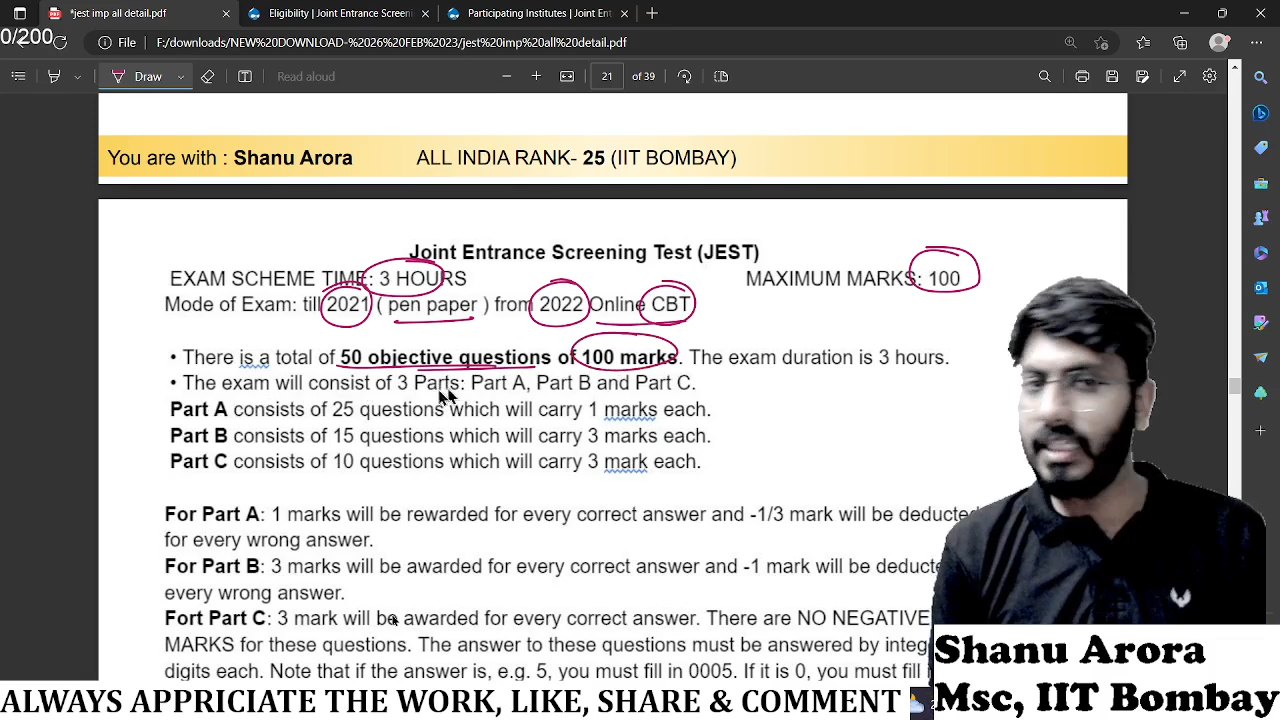 *jest imp all detail.pdf
Eligibility | Joint Entrance Screeni
Participating Institutes | Joint Ent
0/200
File
F:/downloads/NEW%20DOWNLOAD-%2026%20FEB%2023/jest%20imp%20all%20detail.pdf
Draw
Read aloud
21 of 39
You are with : Shanu Arora ALL INDIA RANK- 25 (IIT BOMBAY)
Joint Entrance Screening Test (JEST)
EXAM SCHEME TIME: 3 HOURS MAXIMUM MARKS: 100
Mode of Exam: till 2021 ( pen paper ) from 2022 Online CBT
• There is a total of 50 objective questions of 100 marks. The exam duration is 3 hours.
• The exam will consist of 3 Parts: Part A, Part B and Part C.
Part A consists of 25 questions which will carry 1 marks each.
Part B consists of 15 questions which will carry 3 marks each.
Part C consists of 10 questions which will carry 3 mark each.
For Part A: 1 marks will be rewarded for every correct answer and -1/3 mark will be deducted
for every wrong answer.
For Part B: 3 marks will be awarded for every correct answer and -1 mark will be deducte
every wrong answer.
Fort Part C: 3 mark will be awarded for every correct answer. There are NO NEGATIVE
MARKS for these questions. The answer to these questions must be answered by integ
digits each. Note that if the answer is, e.g. 5, you must fill in 0005. If it is 0, you must fill
Shanu Arora
Msc, IIT Bombay
ALWAYS APPRICIATE THE WORK, LIKE, SHARE & COMMENT